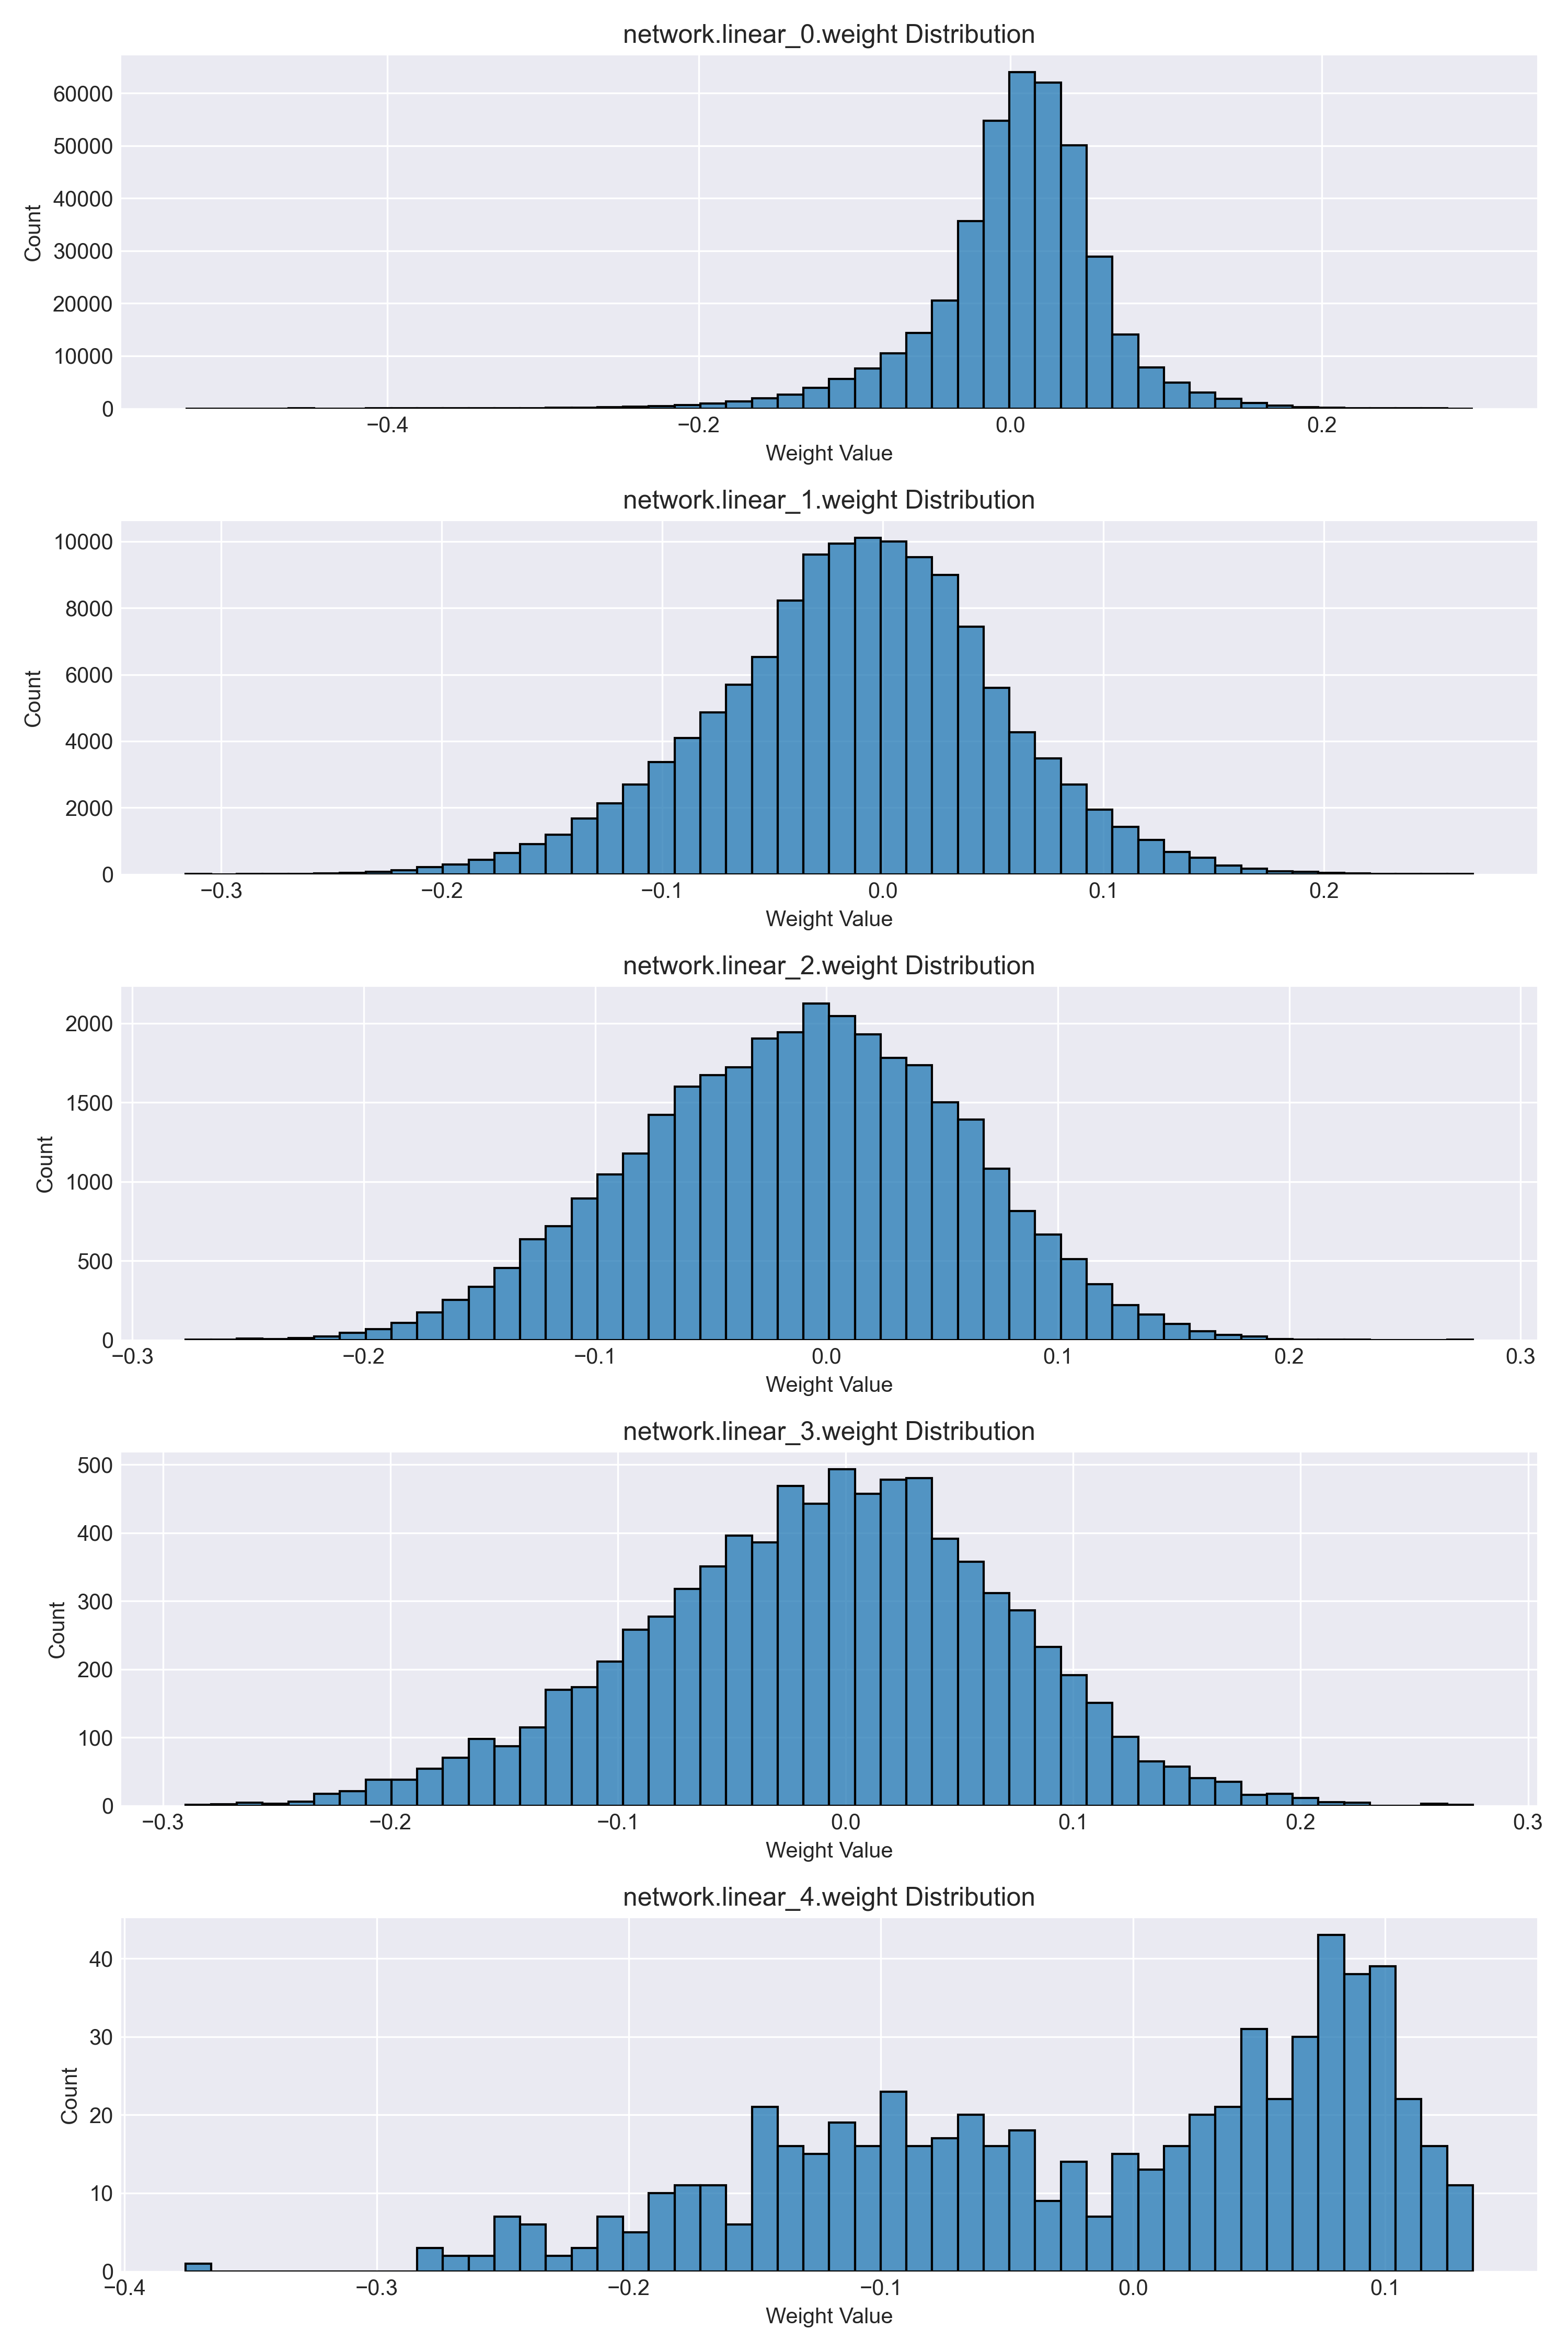 network.linear_0.weight Distribution
60000
50000
40000
30000
20000
10000
0
Count
−0.4 −0.2 0.0 0.2
Weight Value
network.linear_1.weight Distribution
10000
8000
6000
4000
2000
0
Count
−0.3 −0.2 −0.1 0.0 0.1 0.2
Weight Value
network.linear_2.weight Distribution
2000
1500
1000
500
0
Count
−0.3 −0.2 −0.1 0.0 0.1 0.2 0.3
Weight Value
network.linear_3.weight Distribution
500
400
300
200
100
0
Count
−0.3 −0.2 −0.1 0.0 0.1 0.2 0.3
Weight Value
network.linear_4.weight Distribution
40
30
20
10
0
Count
−0.4 −0.3 −0.2 −0.1 0.0 0.1
Weight Value